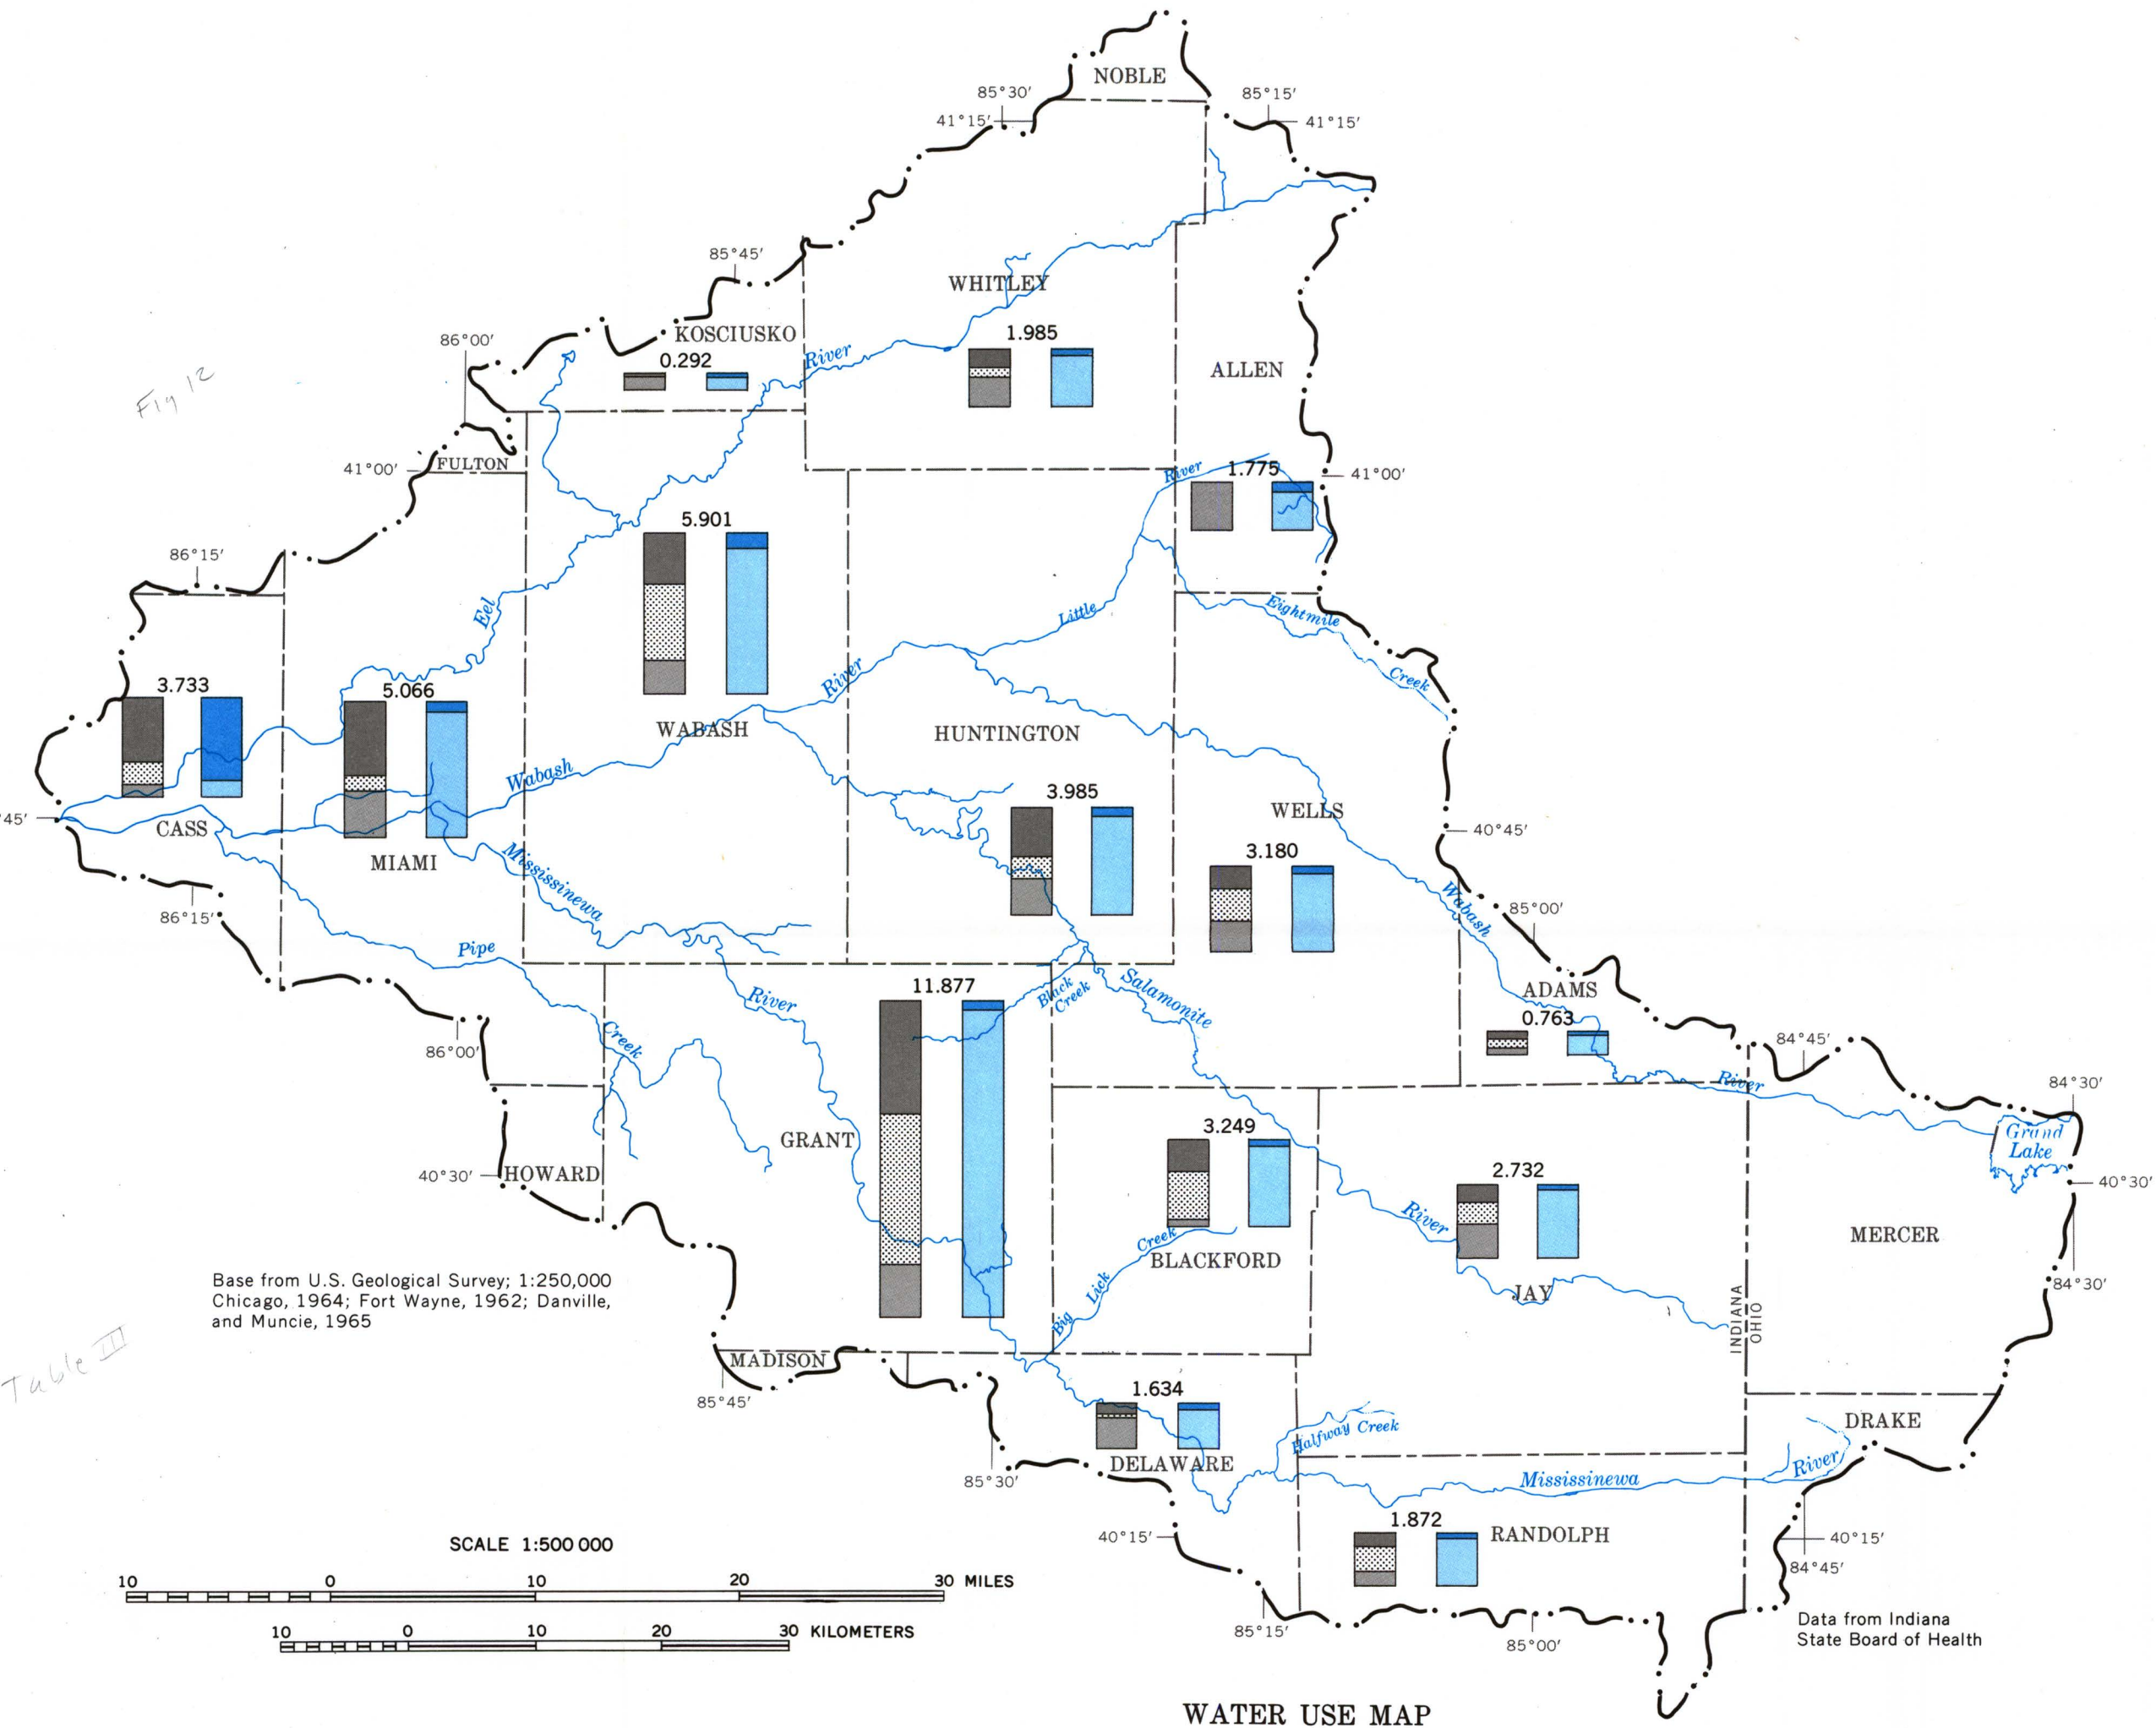 NOBLE
85°30′
85°15′
41°15′
41°15′
WHITLEY
85°45′
KOSCIUSKO
1.985
86°00′
0.292
River
ALLEN
Fig 12
FULTON
41°00′
River
1.775
41°00′
5.901
86°15′
Eel
Little
Eightmile
Creek
3.733
5.066
River
WABASH
HUNTINGTON
Wabash
3.985
WELLS
45′
CASS
40°45′
MIAMI
3.180
Mississinewa
Wabash
86°15′
85°00′
Pipe
11.877
Black
Creek
Salamonite
River
ADAMS
0.763
Creek
86°00′
84°45′
River
84°30′
GRANT
3.249
Grand
Lake
40°30′
HOWARD
2.732
40°30′
River
MERCER
Creek
BLACKFORD
Base from U.S. Geological Survey; 1:250,000
Chicago, 1964; Fort Wayne, 1962; Danville,
and Muncie, 1965
Lick
JAY
84°30′
INDIANA
OHIO
Big
Table III
MADISON
85°45′
1.634
DRAKE
Halfway Creek
DELAWARE
85°30′
Mississinewa
River
1.872
RANDOLPH
40°15′
40°15′
84°45′
SCALE 1:500 000
10 0 10 20 30 MILES
10 0 10 20 30 KILOMETERS
85°15′
85°00′
Data from Indiana
State Board of Health
WATER USE MAP